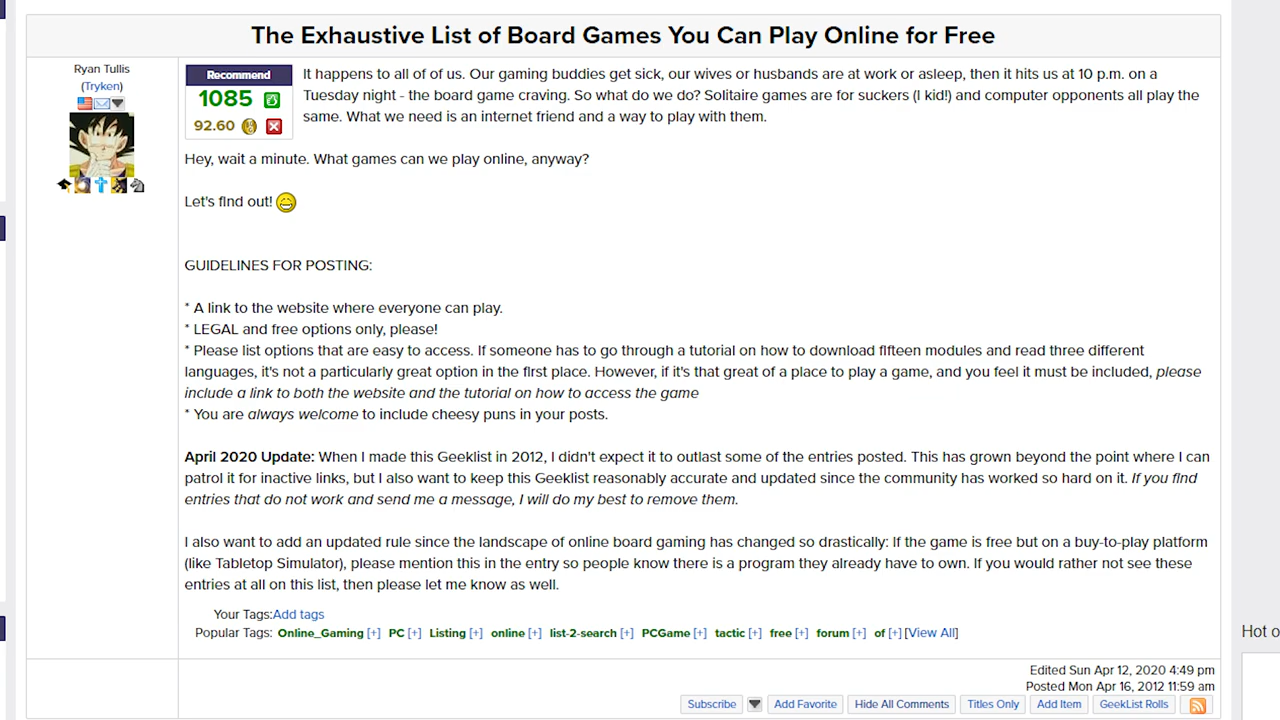 The Exhaustive List of Board Games You Can Play Online for Free
Ryan Tullis
(Tryken)
Recommend
1085
92.60
It happens to all of of us. Our gaming buddies get sick, our wives or husbands are at work or asleep, then it hits us at 10 p.m. on a
Tuesday night - the board game craving. So what do we do? Solitaire games are for suckers (I kid!) and computer opponents all play the
same. What we need is an internet friend and a way to play with them.
Hey, wait a minute. What games can we play online, anyway?
Let's find out!
GUIDELINES FOR POSTING:
* A link to the website where everyone can play.
* LEGAL and free options only, please!
* Please list options that are easy to access. If someone has to go through a tutorial on how to download fifteen modules and read three different
languages, it's not a particularly great option in the first place. However, if it's that great of a place to play a game, and you feel it must be included, please
include a link to both the website and the tutorial on how to access the game
* You are always welcome to include cheesy puns in your posts.
April 2020 Update: When I made this Geeklist in 2012, I didn't expect it to outlast some of the entries posted. This has grown beyond the point where I can
patrol it for inactive links, but I also want to keep this Geeklist reasonably accurate and updated since the community has worked so hard on it. If you find
entries that do not work and send me a message, I will do my best to remove them.
I also want to add an updated rule since the landscape of online board gaming has changed so drastically: If the game is free but on a buy-to-play platform
(like Tabletop Simulator), please mention this in the entry so people know there is a program they already have to own. If you would rather not see these
entries at all on this list, then please let me know as well.
Your Tags:Add tags
Popular Tags: Online_Gaming [+] PC [+] Listing [+] online [+] list-2-search [+] PCGame [+] tactic [+] free [+] forum [+] of [+] [View All]
Hot o
Edited Sun Apr 12, 2020 4:49 pm
Posted Mon Apr 16, 2012 11:59 am
Subscribe Add Favorite Hide All Comments Titles Only Add Item GeekList Rolls